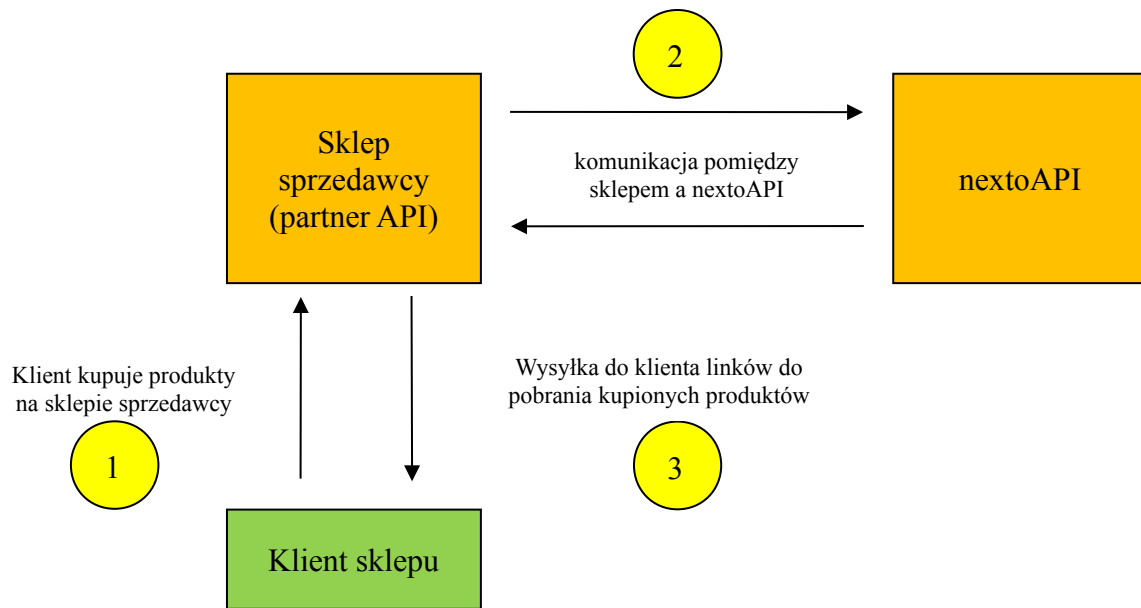 2
Sklep
sprzedawcy
(partner API)
komunikacja pomiędzy
sklepem a nextoAPI
nextoAPI
Klient kupuje produkty
na sklepie sprzedawcy
1
Wysyłka do klienta linków do
pobrania kupionych produktów
3
Klient sklepu